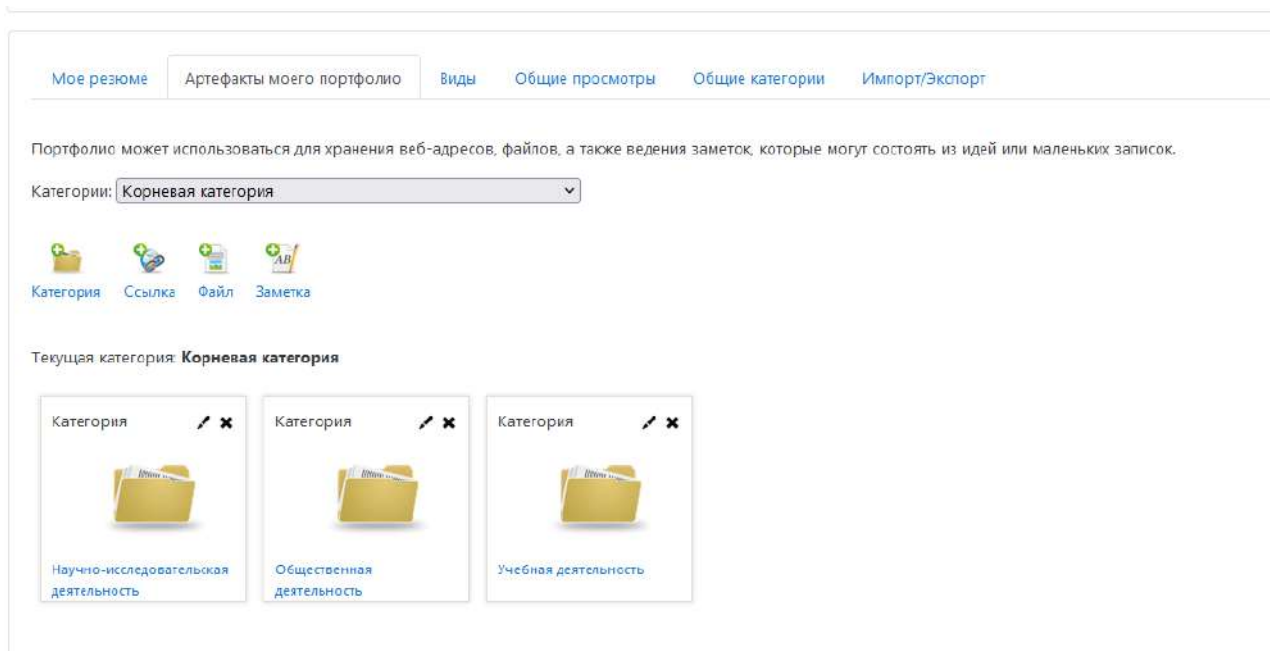 Мое резюме Артефакты моего портфолио Виды Общие просмотры Общие категории Импорт/Экспорт
Портфолио может использоваться для хранения веб-адресов, файлов, а также ведения заметок, которые могут состоять из идей или маленьких записок.
Категории: Корневая категория
AB
Категория Ссылка Файл Заметка
Текущая категория: Корневая категория
Категория Категория Категория
Научно-исследовательская деятельность
Общественная деятельность
Учебная деятельность